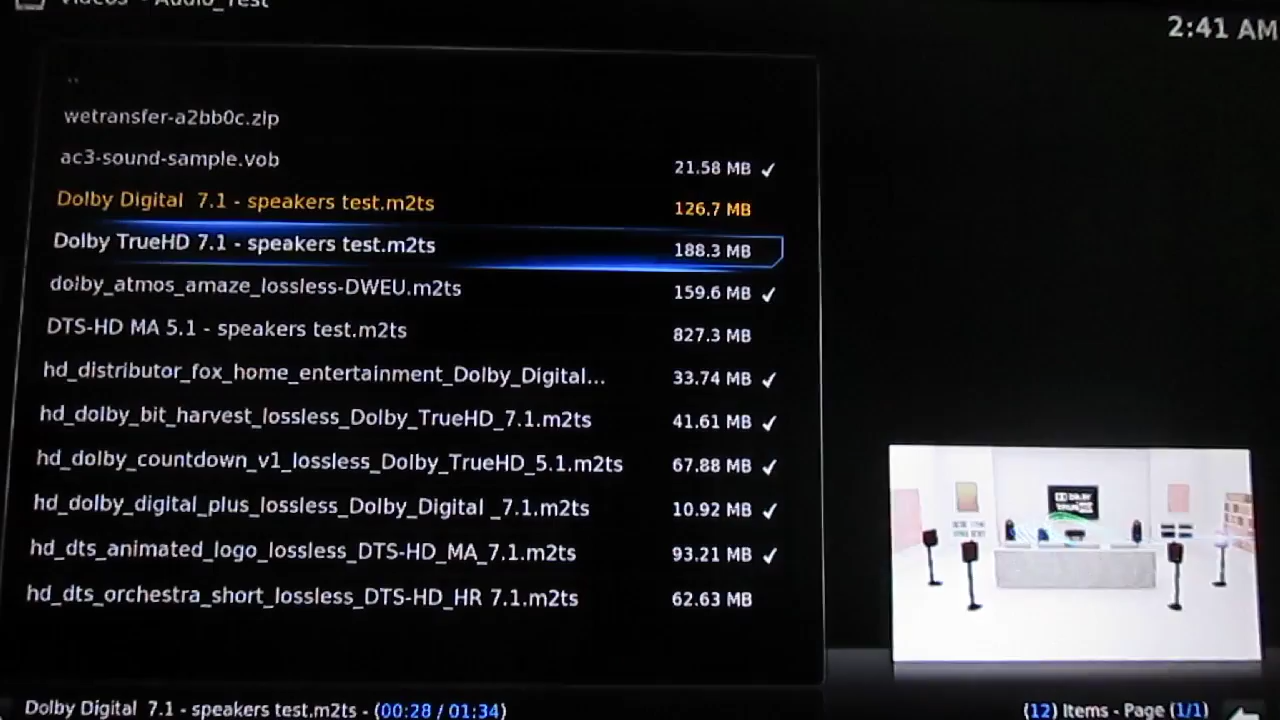 Videos - Audio_Test
2:41 AM
..
wetransfer-a2bb0c.zip
ac3-sound-sample.vob 21.58 MB ✓
Dolby Digital  7.1 - speakers test.m2ts 126.7 MB
Dolby TrueHD 7.1 - speakers test.m2ts 188.3 MB
dolby_atmos_amaze_lossless-DWEU.m2ts 159.6 MB ✓
DTS-HD MA 5.1 - speakers test.m2ts 827.3 MB
hd_distributor_fox_home_entertainment_Dolby_Digital... 33.74 MB ✓
hd_dolby_bit_harvest_lossless_Dolby_TrueHD_7.1.m2ts 41.61 MB ✓
hd_dolby_countdown_v1_lossless_Dolby_TrueHD_5.1.m2ts 67.88 MB ✓
hd_dolby_digital_plus_lossless_Dolby_Digital _7.1.m2ts 10.92 MB ✓
hd_dts_animated_logo_lossless_DTS-HD_MA_7.1.m2ts 93.21 MB ✓
hd_dts_orchestra_short_lossless_DTS-HD_HR 7.1.m2ts 62.63 MB
Dolby Digital  7.1 - speakers test.m2ts - (00:28 / 01:34)
(12) Items - Page (1/1)